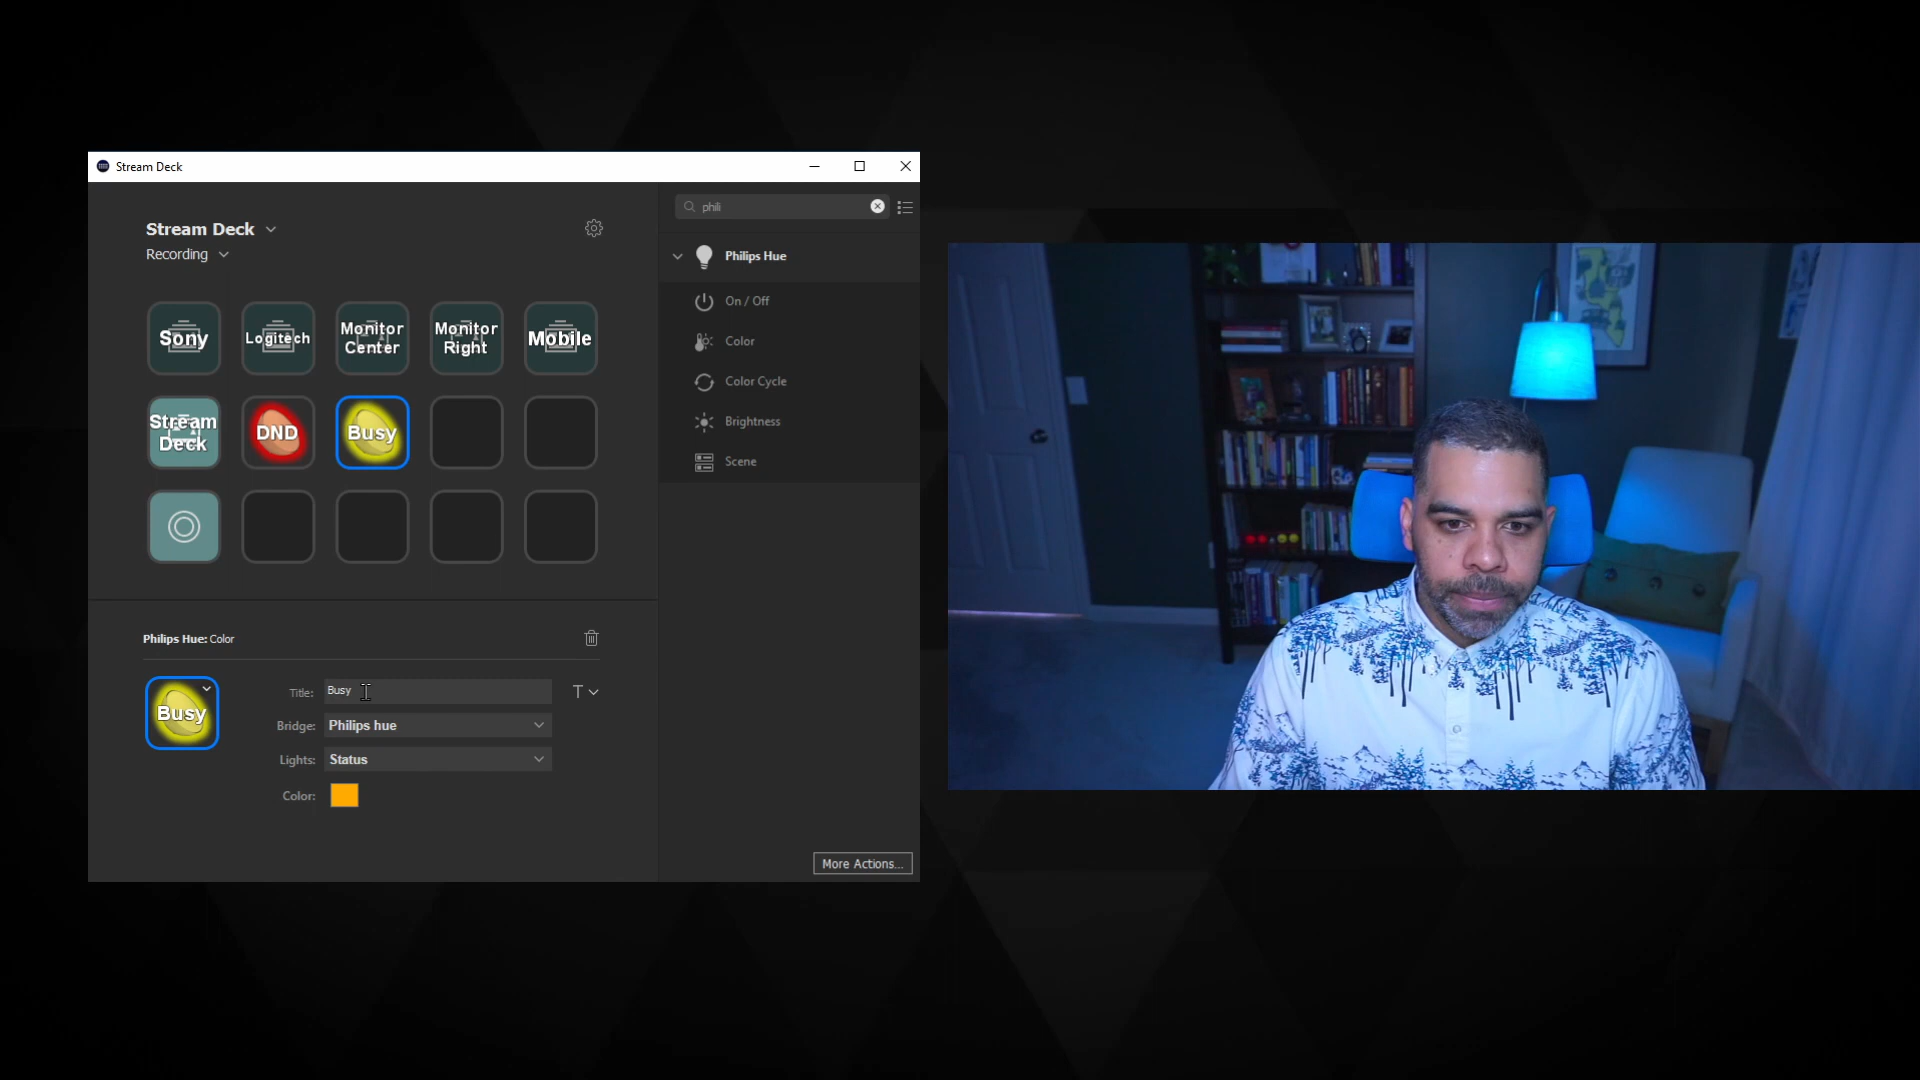 Stream Deck
Stream Deck
Recording
Sony
Logitech
Monitor
Center
Monitor
Right
Mobile
Stream
Deck
DND
Busy
Philips Hue: Color
Busy
Title:
Busy
T
Bridge:
Philips hue
Lights:
Status
Color:
phili
Philips Hue
On / Off
Color
Color Cycle
Brightness
Scene
More Actions...